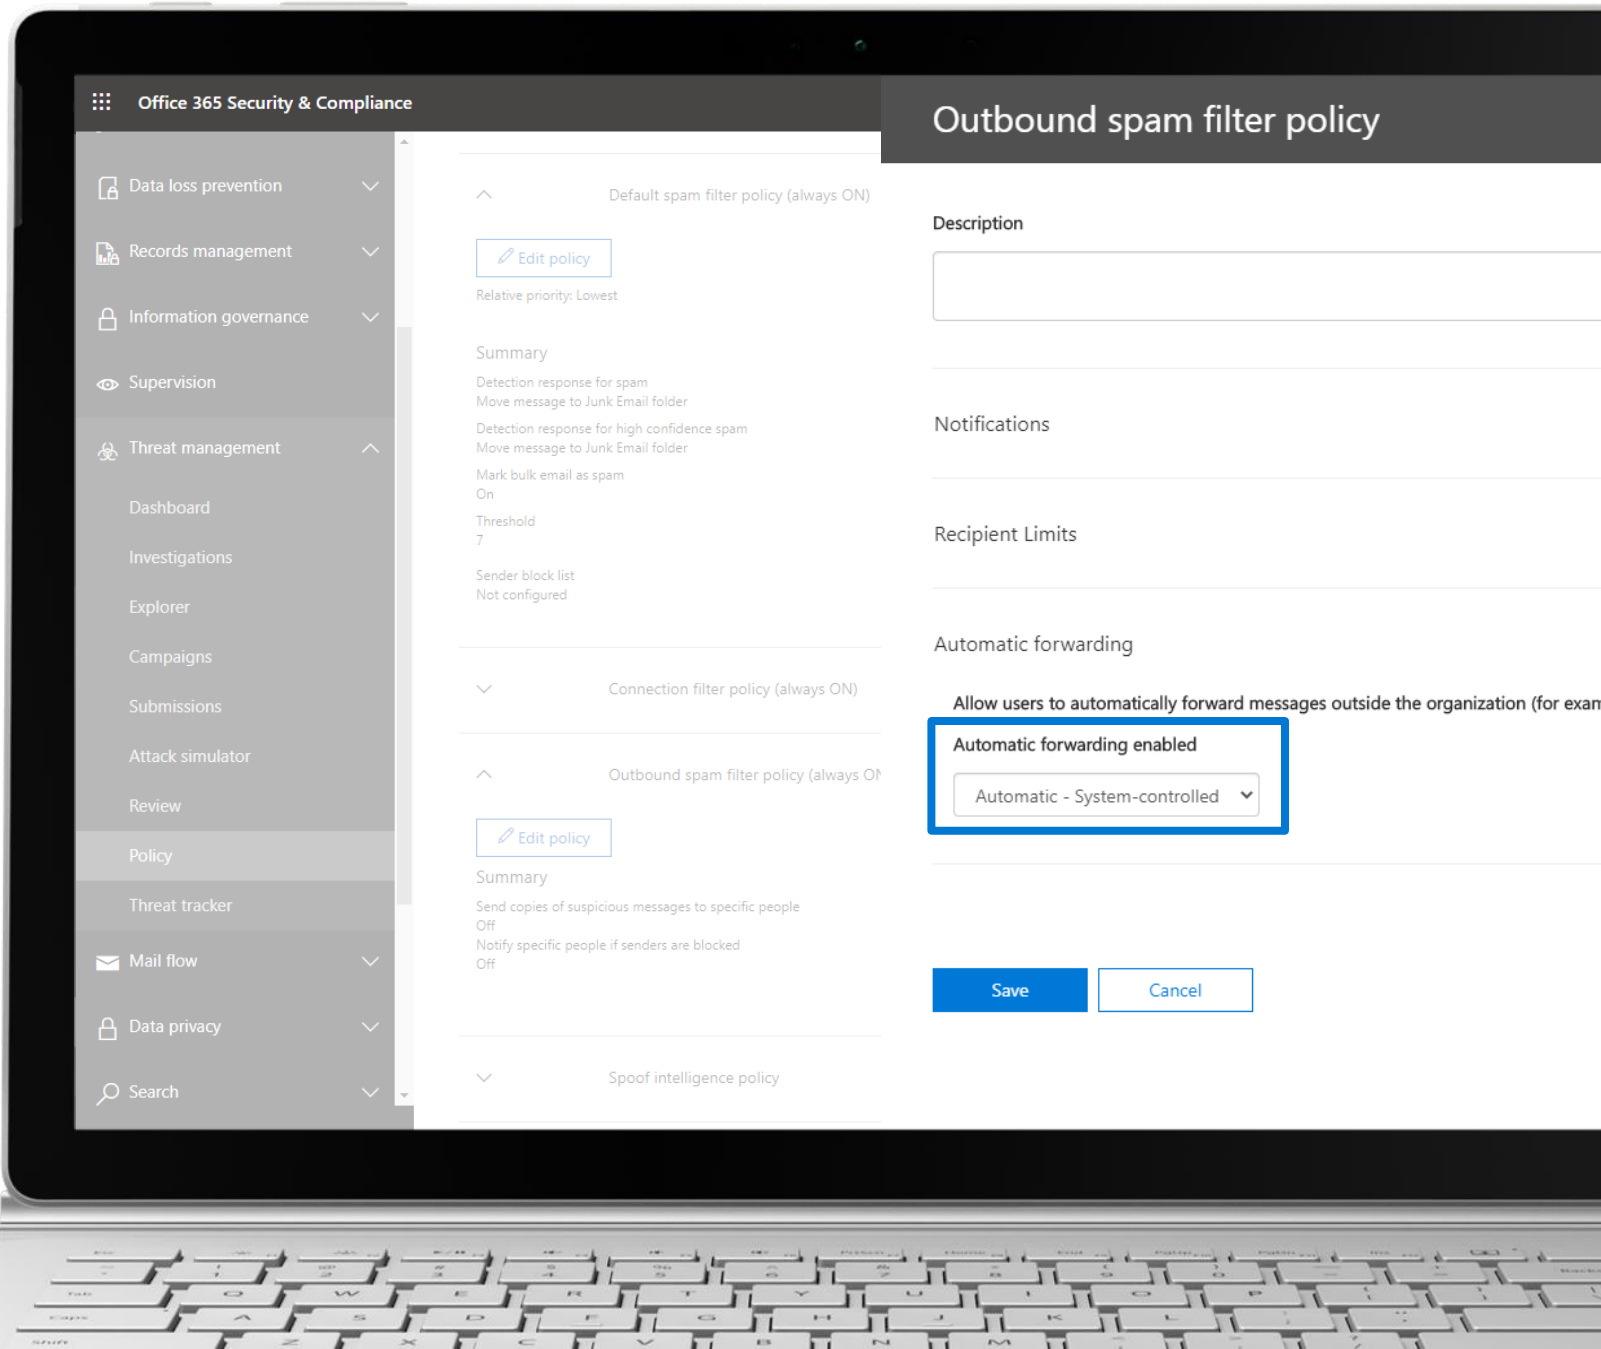 Office 365 Security & Compliance
Data loss prevention
Records management
Information governance
Supervision
Threat management
Dashboard
Investigations
Explorer
Campaigns
Submissions
Attack simulator
Review
Policy
Threat tracker
Mail flow
Data privacy
Search
Default spam filter policy (always ON)
Edit policy
Relative priority: Lowest
Summary
Detection response for spam
Move message to Junk Email folder
Detection response for high confidence spam
Move message to Junk Email folder
Mark bulk email as spam
On
Threshold
7
Sender block list
Not configured
Connection filter policy (always ON)
Outbound spam filter policy (always ON
Edit policy
Summary
Send copies of suspicious messages to specific people
Off
Notify specific people if senders are blocked
Off
Spoof intelligence policy
Outbound spam filter policy
Description
Notifications
Recipient Limits
Automatic forwarding
Allow users to automatically forward messages outside the organization (for exam
Automatic forwarding enabled
Automatic - System-controlled
Save
Cancel
Tab Q W E R T Y U I O P
Caps A S D F G H J K L
Shift Z X C V B N M